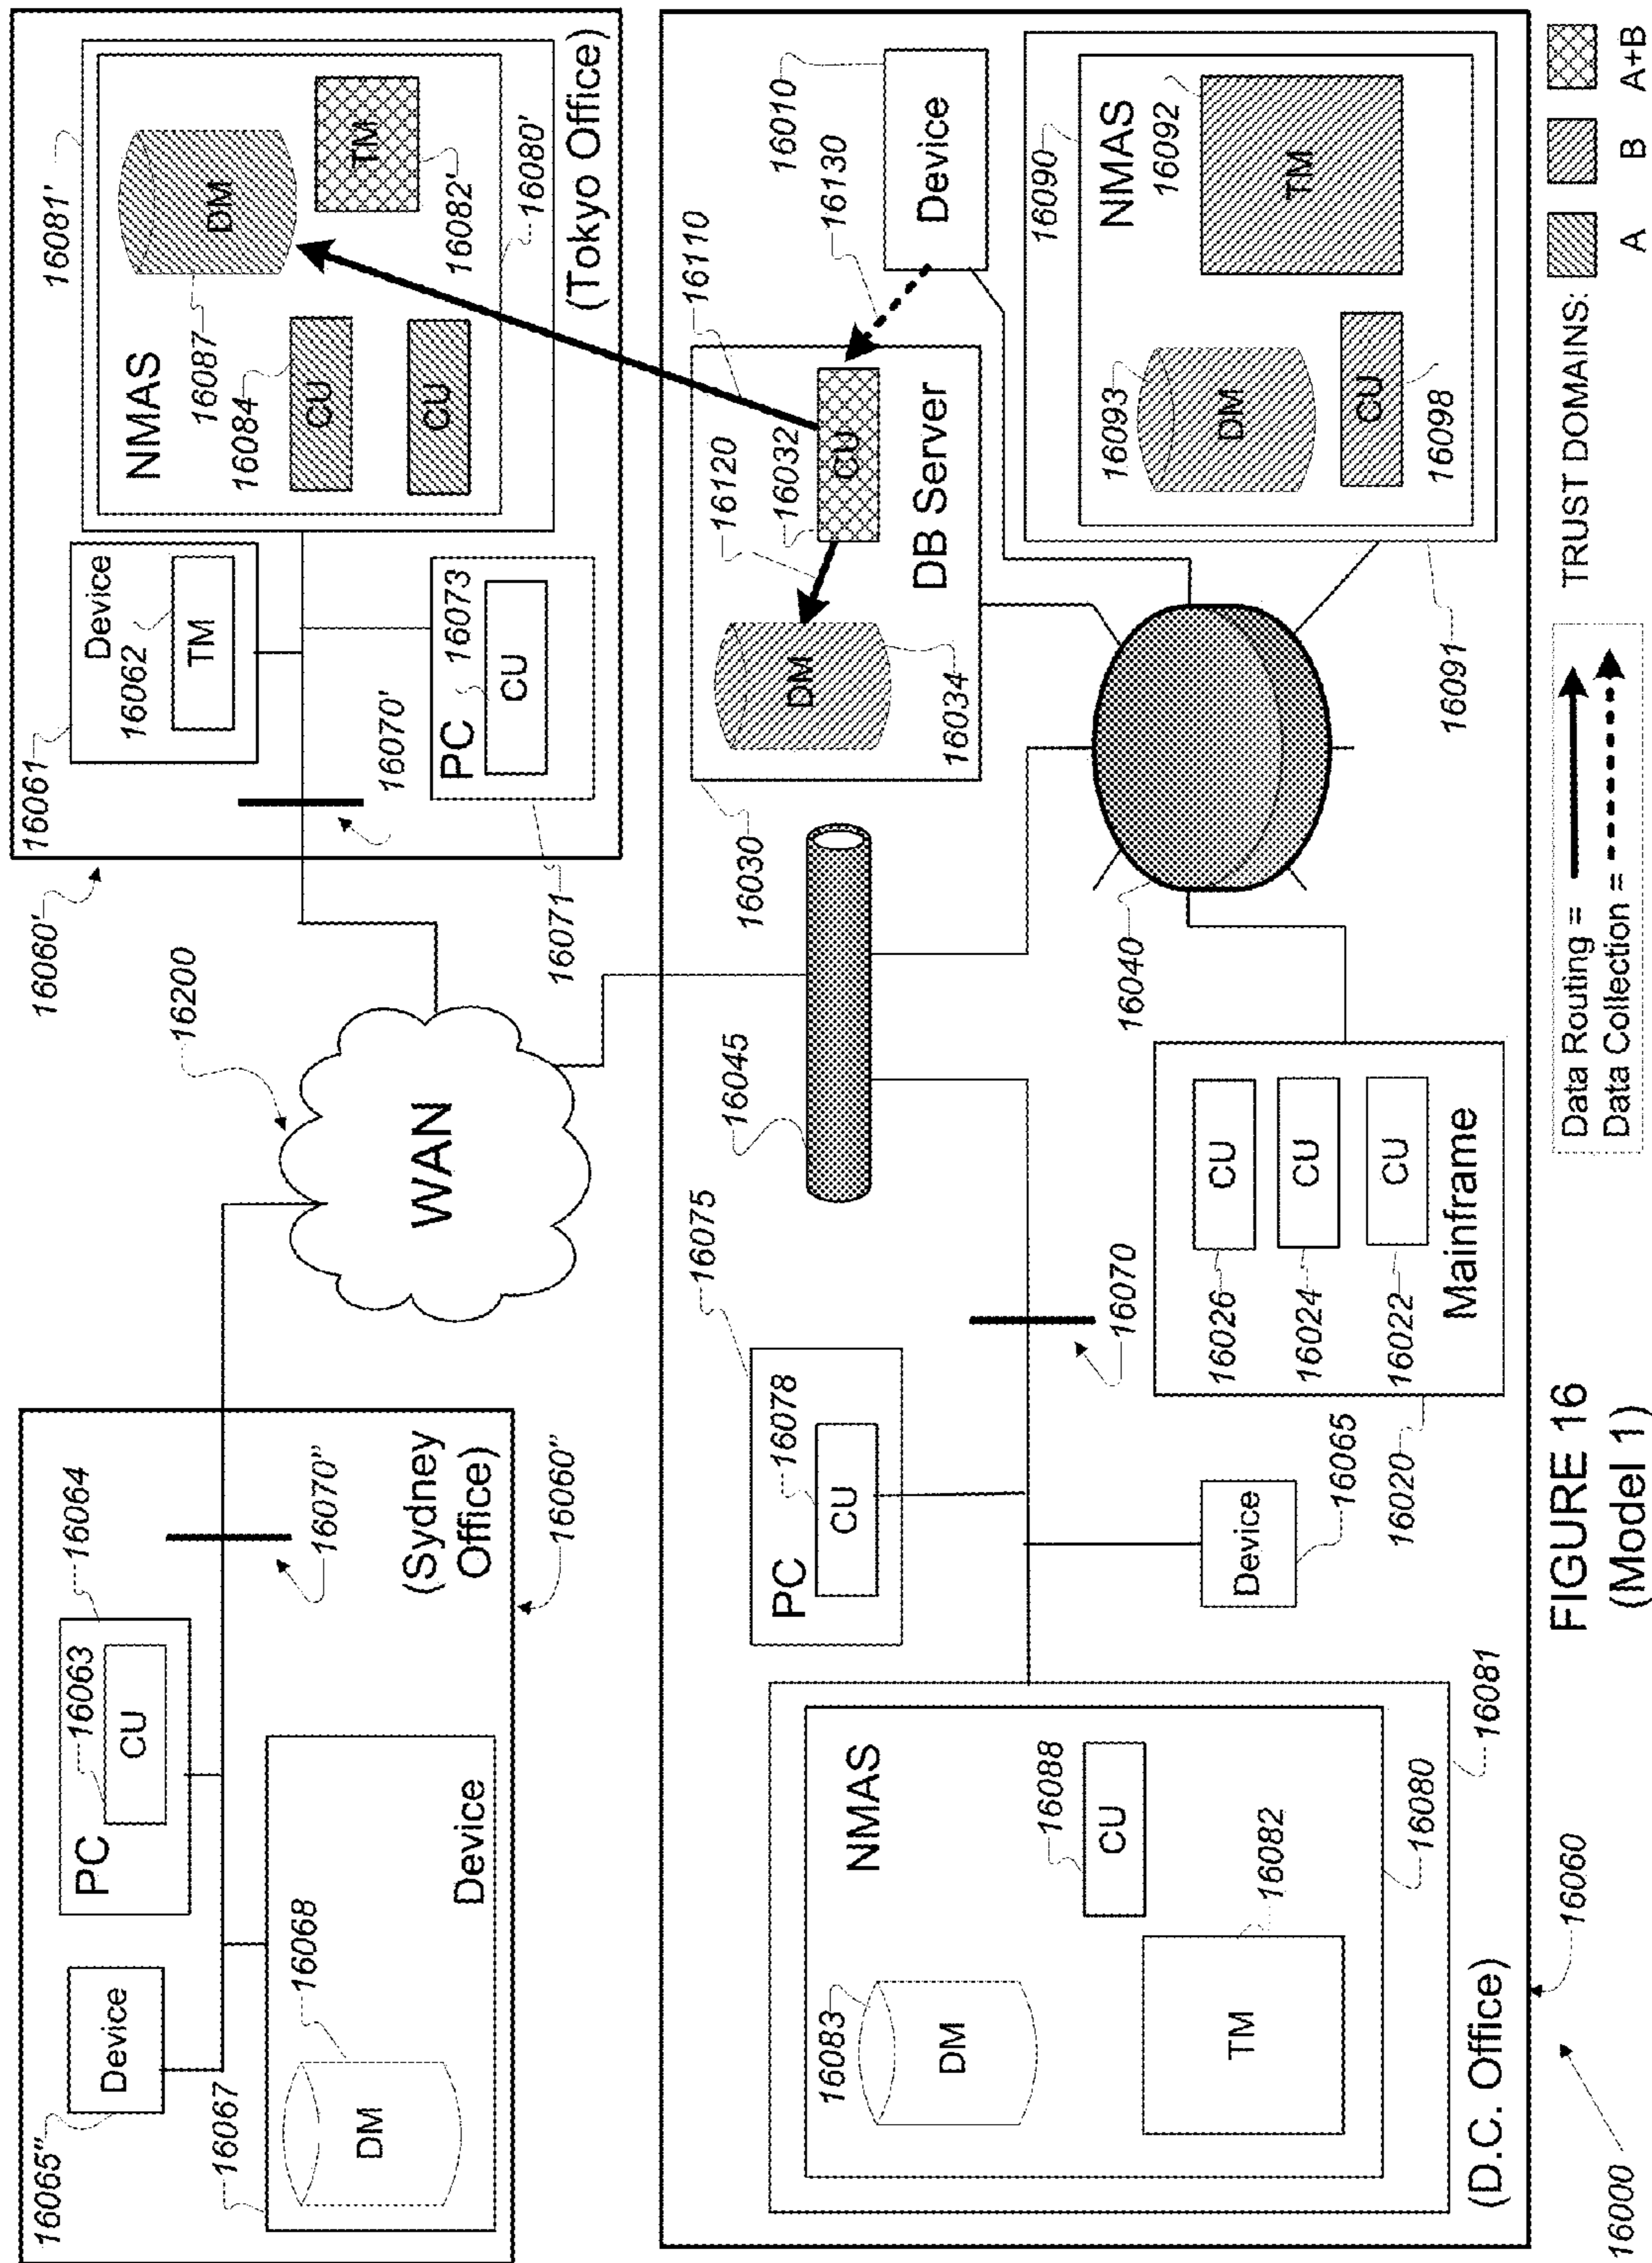 16065"
Device
PC
16063
CU
16064
16067
16068
DM
Device
16070"
(Sydney
Office)
16060"
16200
WAN
16060'
16061
Device
16062
TM
16070'
PC
16073
CU
16071
16081'
NMAS
16087
DM
16084
CU
CU
TM
16082'
16080'
(Tokyo Office)
16083
DM
NMAS
16088
CU
TM
16082
16080
16081
(D.C. Office)
16060
16000
PC
16078
CU
16075
16070
Device
16065
16045
16026
CU
16024
CU
16022
CU
Mainframe
16020
16040
16030
DM
16034
16120
16032
CU
DB Server
16110
16130
16010
Device
16090
NMAS
16093
DM
16092
TM
CU
16098
16091
FIGURE 16
(Model 1)
Data Routing =
Data Collection =
TRUST DOMAINS:
A
B
A+B